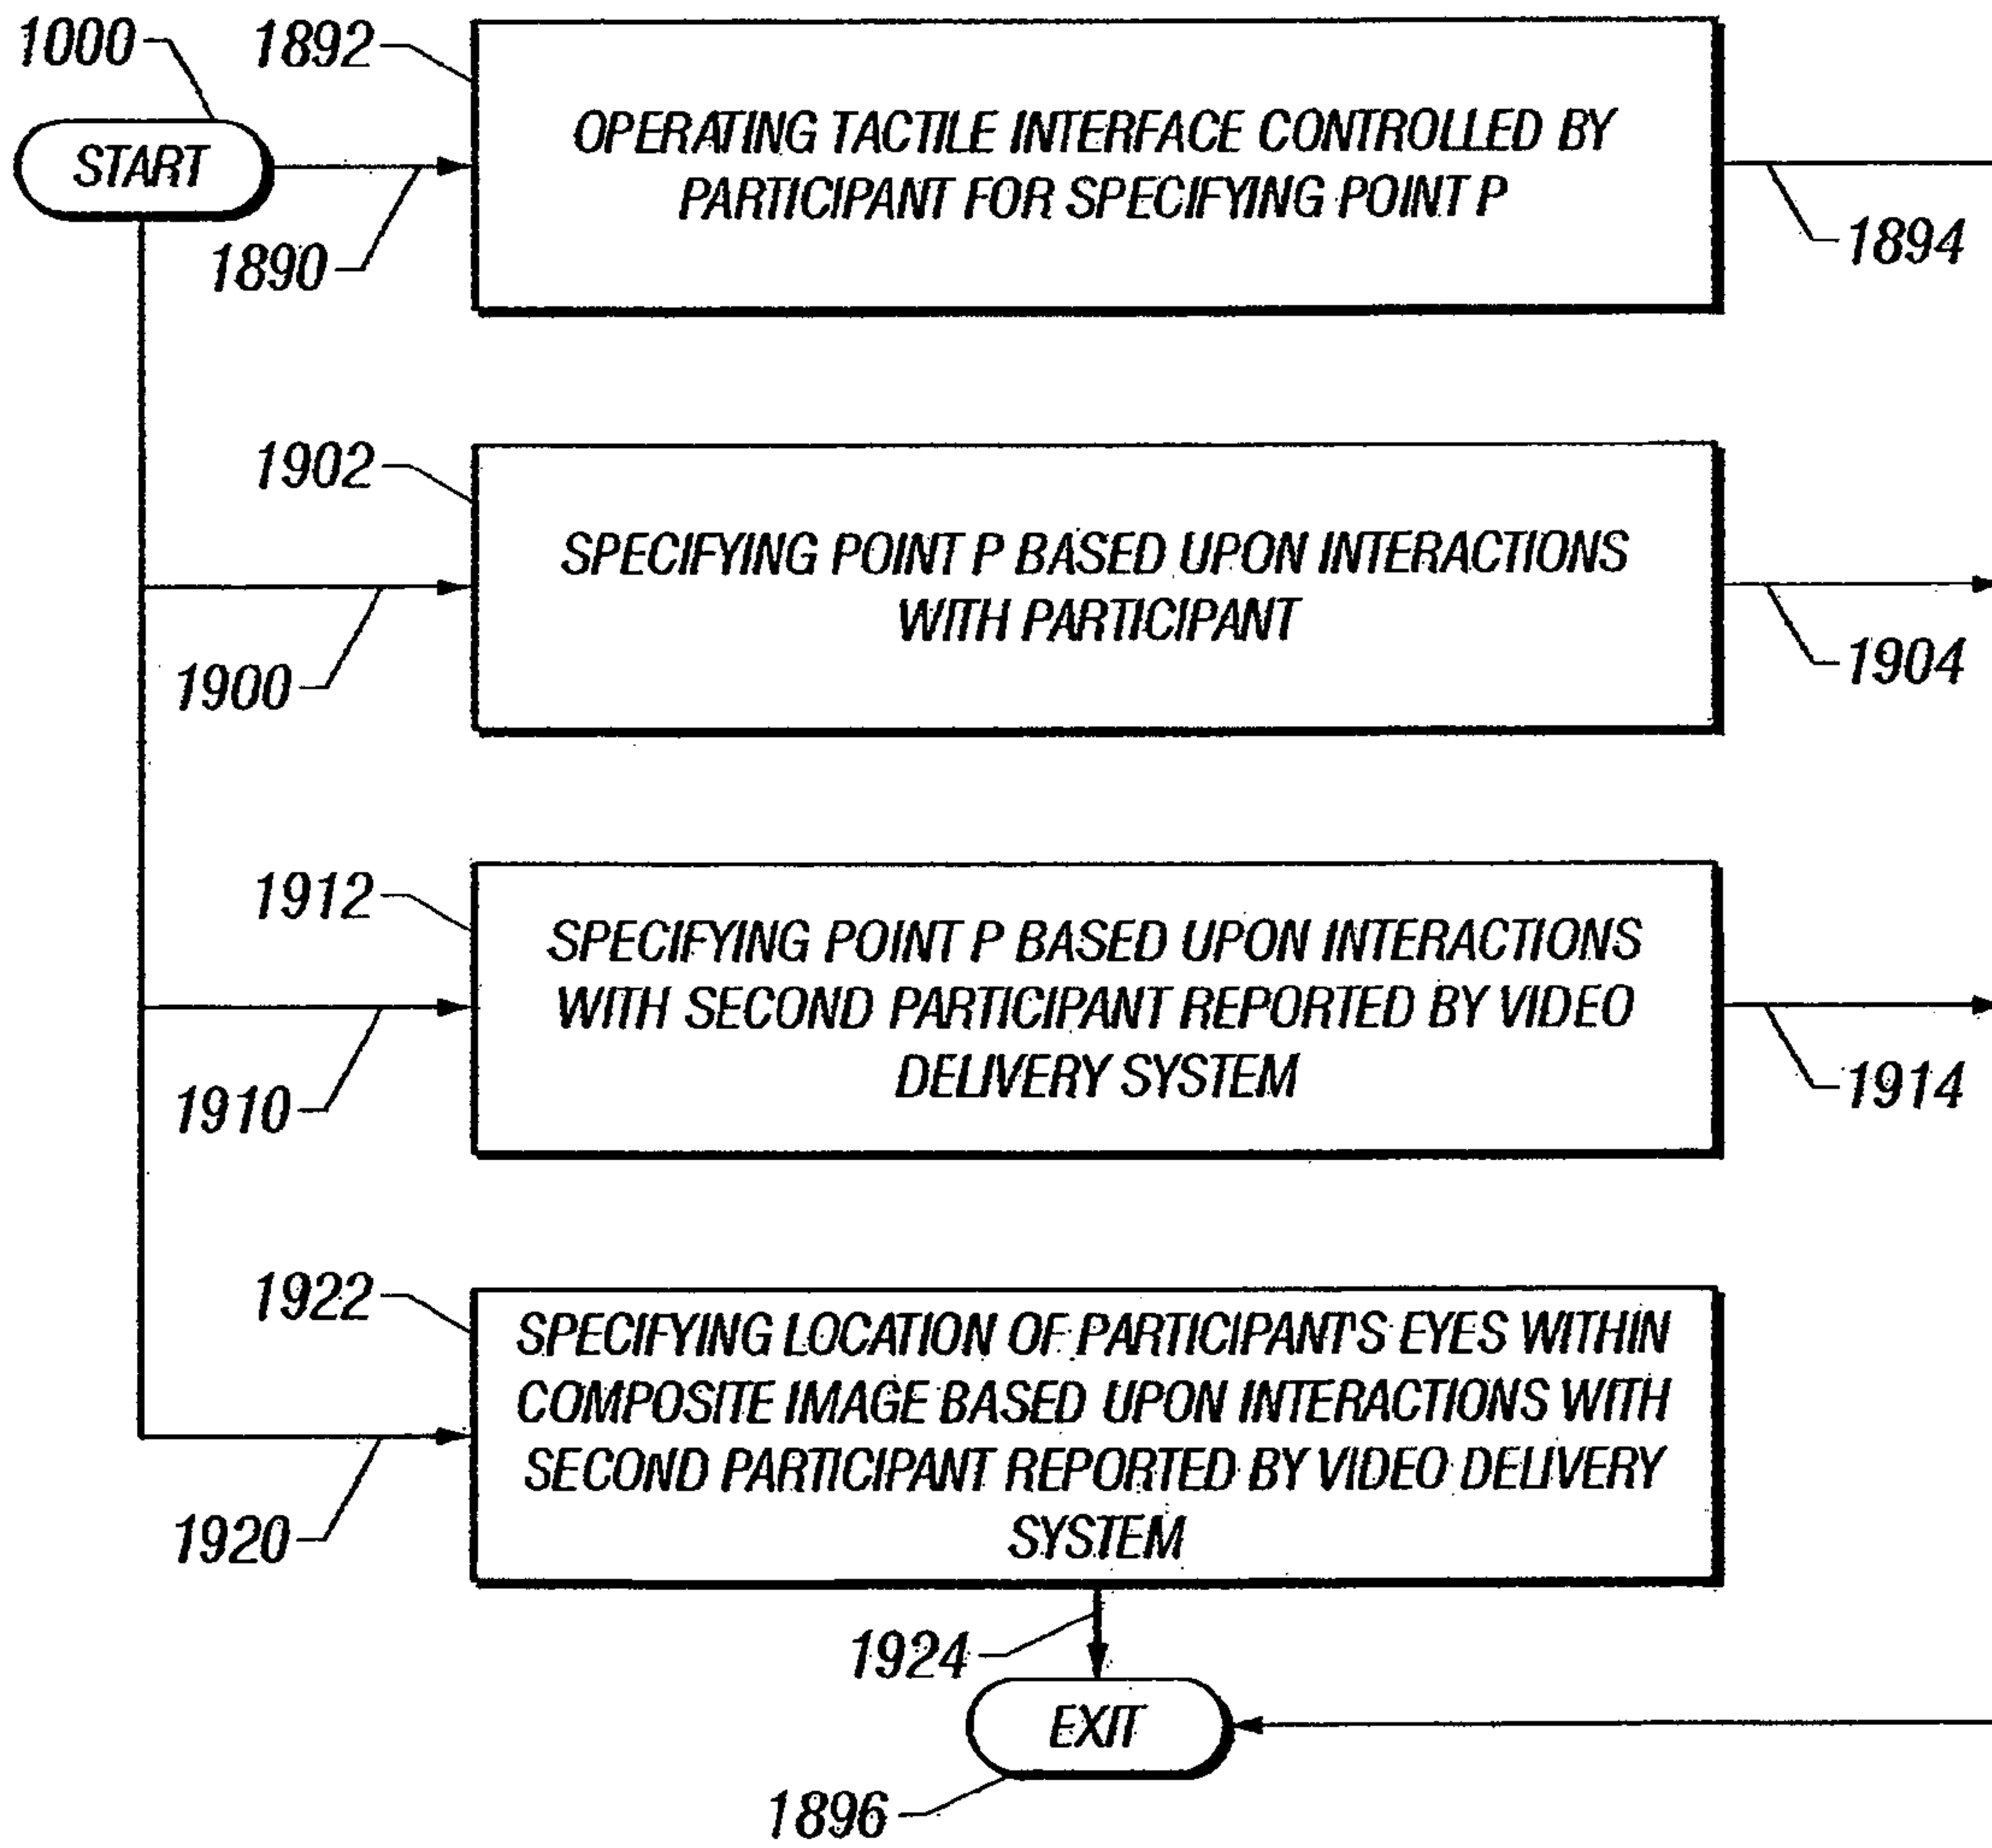 1000
START
1890
1892
OPERATING TACTILE INTERFACE CONTROLLED BY
PARTICIPANT FOR SPECIFYING POINT P
1894
1902
SPECIFYING POINT P BASED UPON INTERACTIONS
WITH PARTICIPANT
1900
1904
1912
SPECIFYING POINT P BASED UPON INTERACTIONS
WITH SECOND PARTICIPANT REPORTED BY VIDEO
DELIVERY SYSTEM
1910
1914
1922
SPECIFYING LOCATION OF PARTICIPANT'S EYES WITHIN
COMPOSITE IMAGE BASED UPON INTERACTIONS WITH
SECOND PARTICIPANT REPORTED BY VIDEO DELIVERY
SYSTEM
1920
1924
EXIT
1896